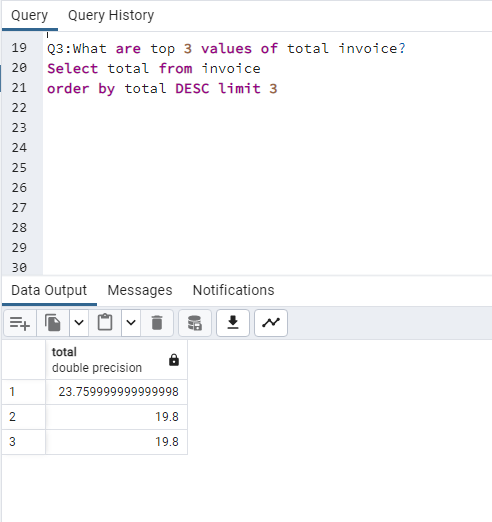 Query Query History
19 Q3:What are top 3 values of total invoice?
20 Select total from invoice
21 order by total DESC limit 3
22
23
24
25
26
27
28
29
30
Data Output Messages Notifications
total
double precision
1 23.759999999999998
2 19.8
3 19.8